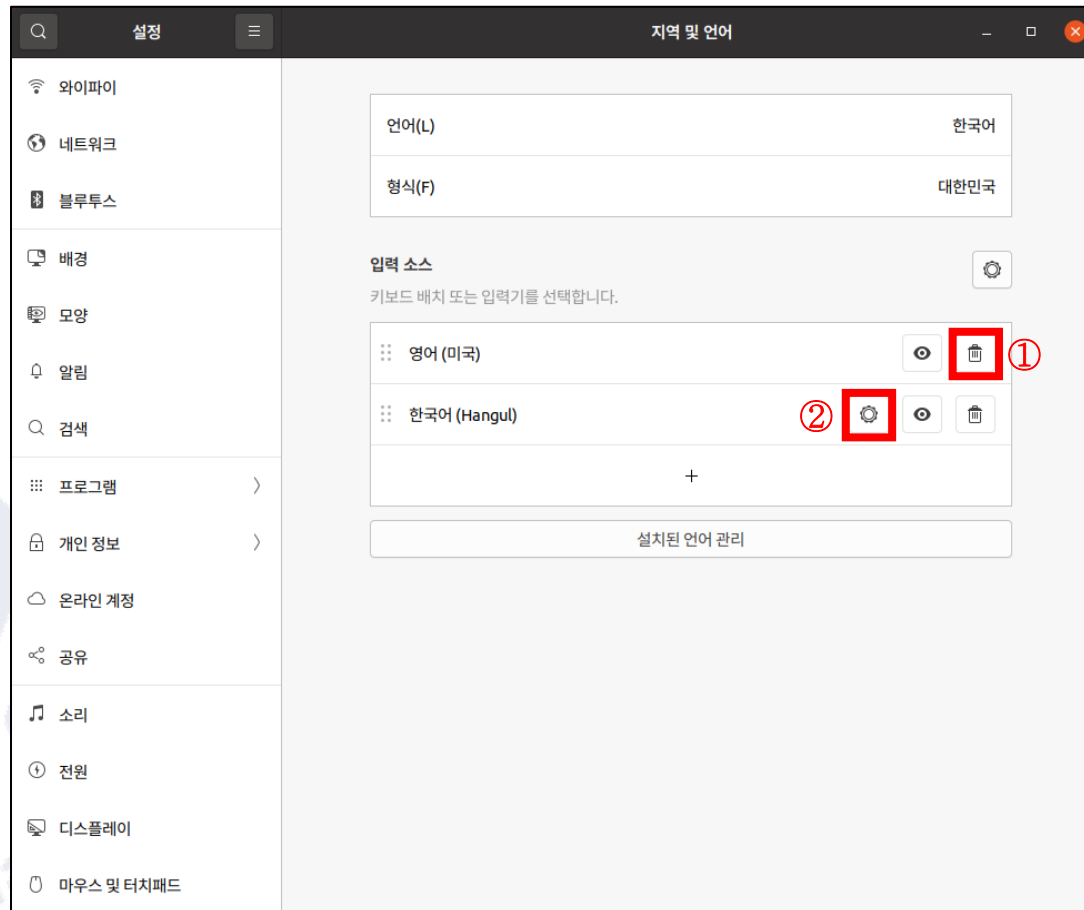 설정
지역 및 언어
와이파이
네트워크
블루투스
배경
모양
알림
검색
프로그램
개인 정보
온라인 계정
공유
소리
전원
디스플레이
마우스 및 터치패드
언어(L) 한국어
형식(F) 대한민국
입력 소스
키보드 배치 또는 입력기를 선택합니다.
영어 (미국) ①
한국어 (Hangul) ②
+
설치된 언어 관리